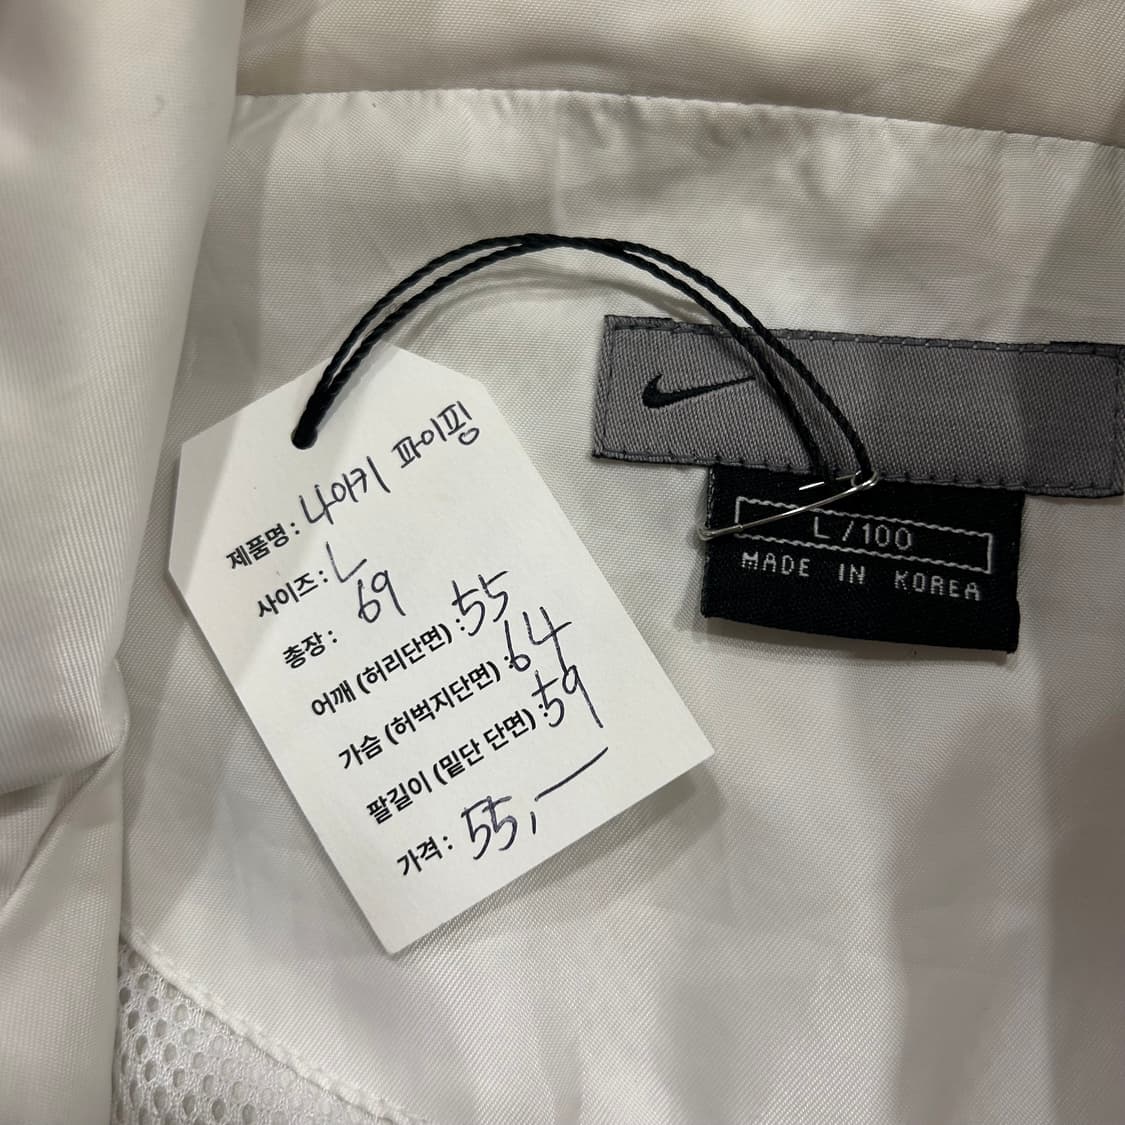 제품명 : 나이키 파이핑
사이즈 : L
총장 : 69
어깨 (허리단면) : 55
가슴 (허벅지단면) : 64
팔길이 (밑단 단면) : 59
가격 : 55,—
L / 100
MADE IN KOREA